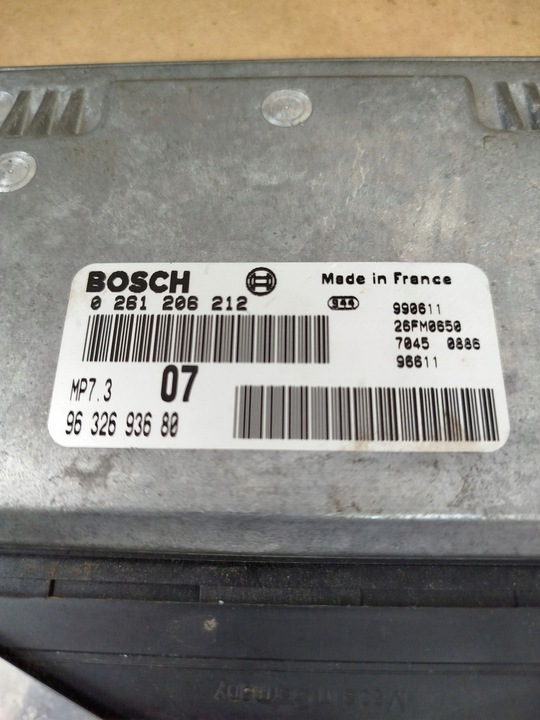 BOSCH Made in France
0 261 206 212 944 990611
26FM0650
7045 0886
96611
MP7.3 07
96 326 936 80